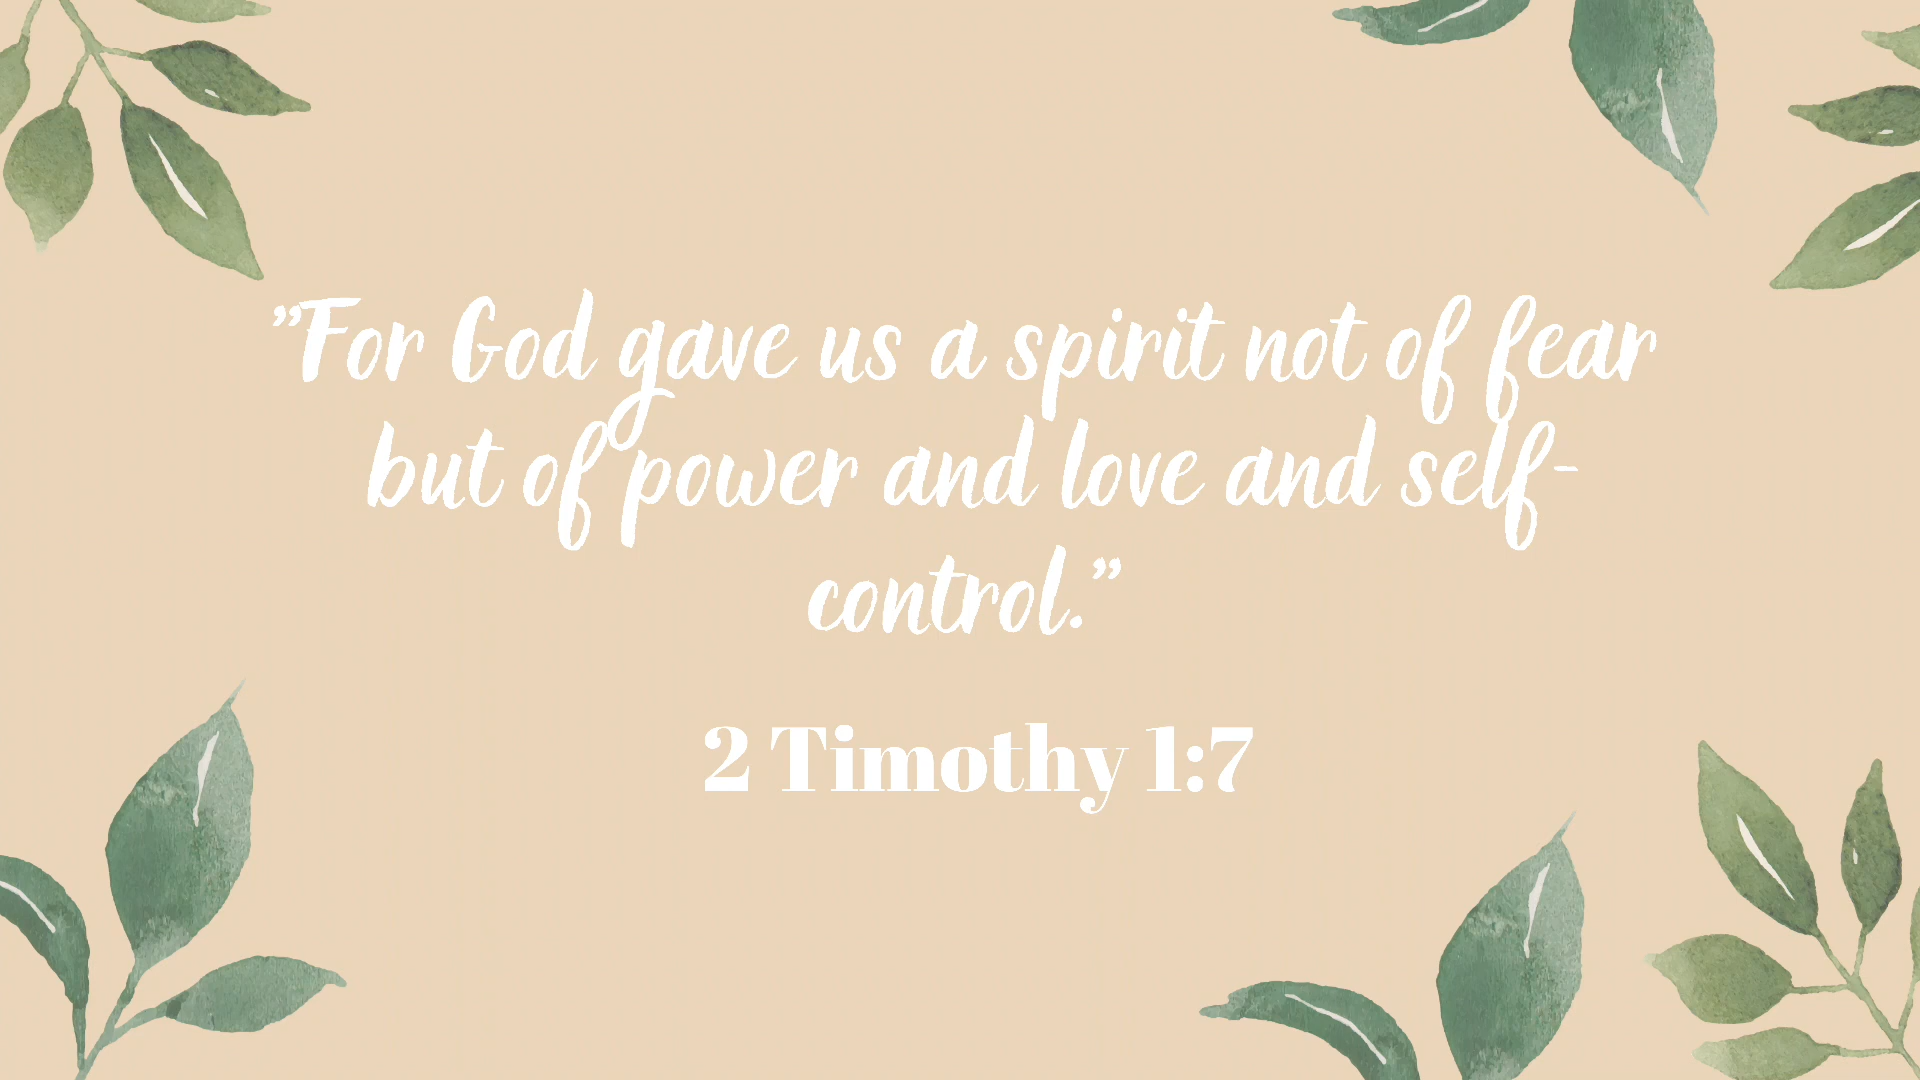 ”For God gave us a spirit not of fear
but of power and love and self-
control.”
2 Timothy 1:7